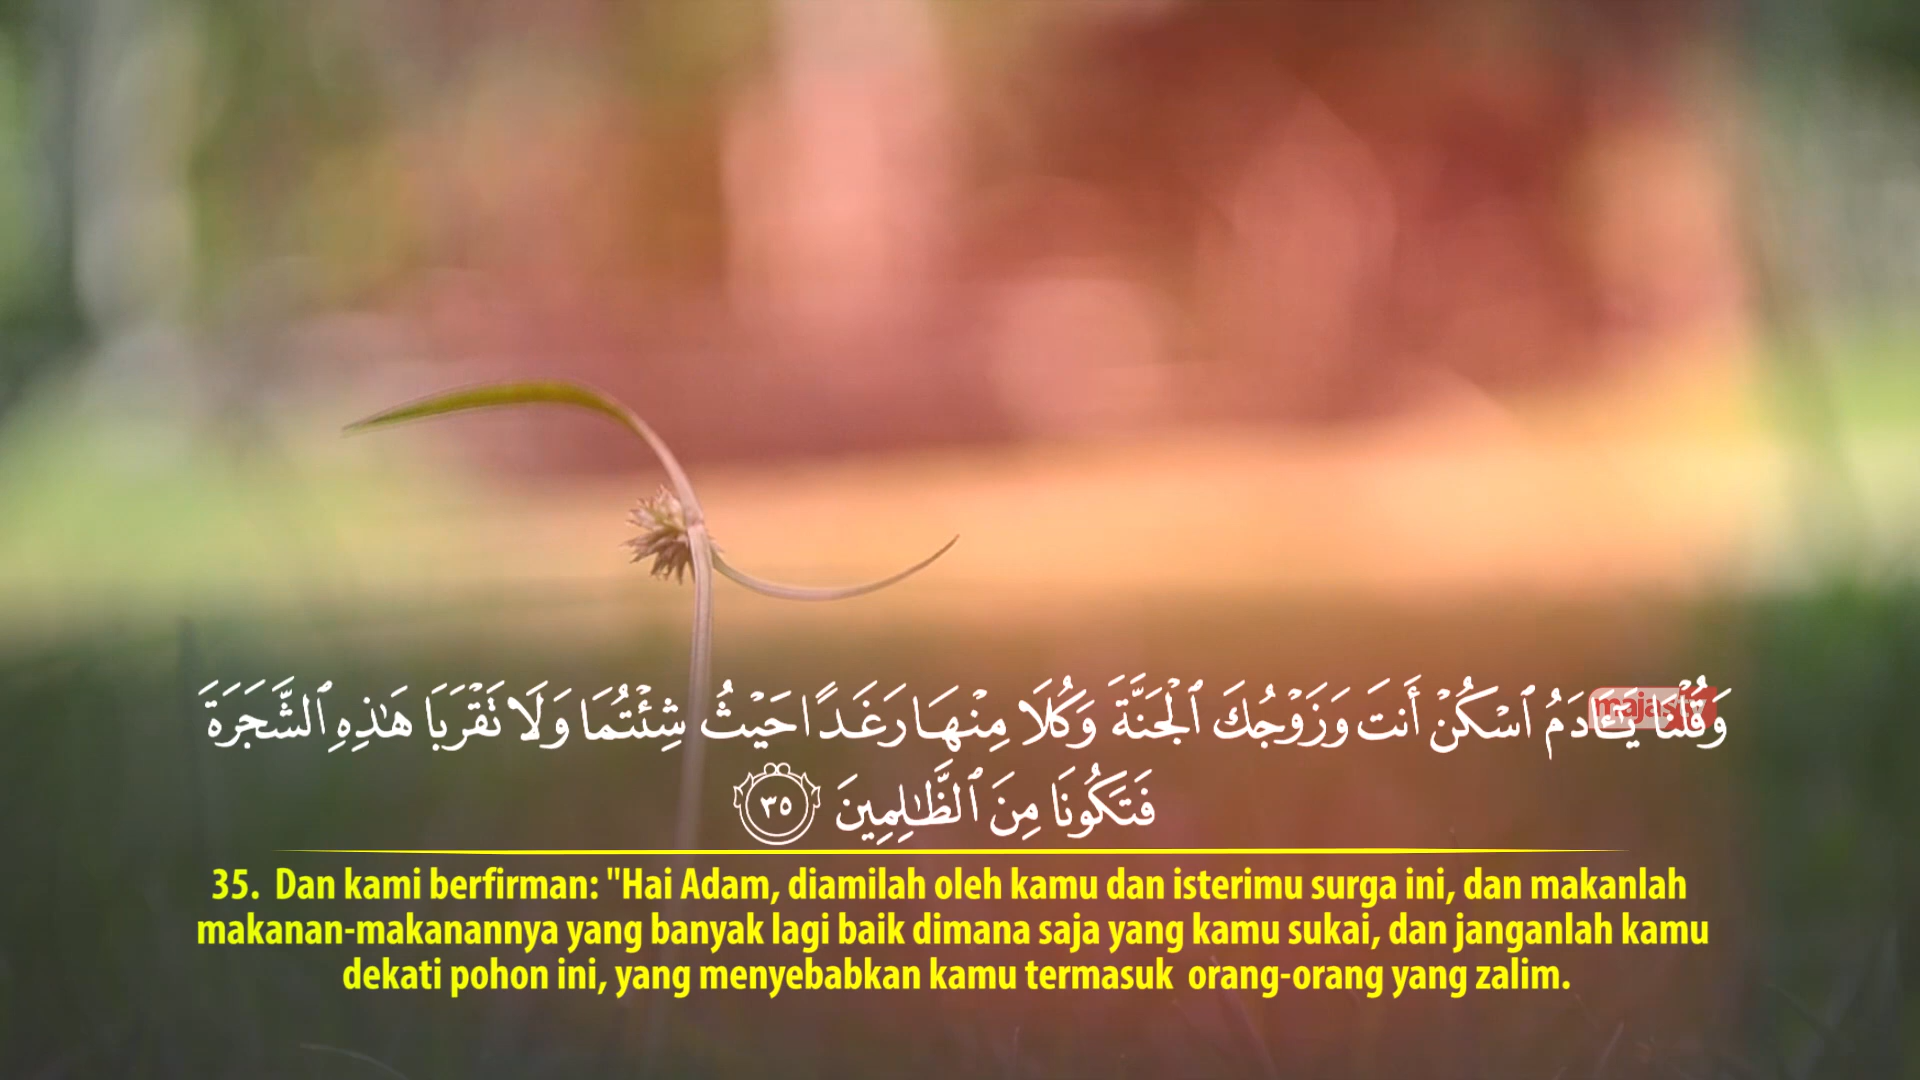 وَقُلْنَا يَـٰٓـَٔادَمُ ٱسْكُنْ أَنتَ وَزَوْجُكَ ٱلْجَنَّةَ وَكُلَا مِنْهَا رَغَدًا حَيْثُ شِئْتُمَا وَلَا تَقْرَبَا هَـٰذِهِ ٱلشَّجَرَةَ
فَتَكُونَا مِنَ ٱلظَّـٰلِمِينَ ٣٥
35.  Dan kami berfirman: "Hai Adam, diamilah oleh kamu dan isterimu surga ini, dan makanlah
makanan-makanannya yang banyak lagi baik dimana saja yang kamu sukai, dan janganlah kamu
dekati pohon ini, yang menyebabkan kamu termasuk  orang-orang yang zalim.